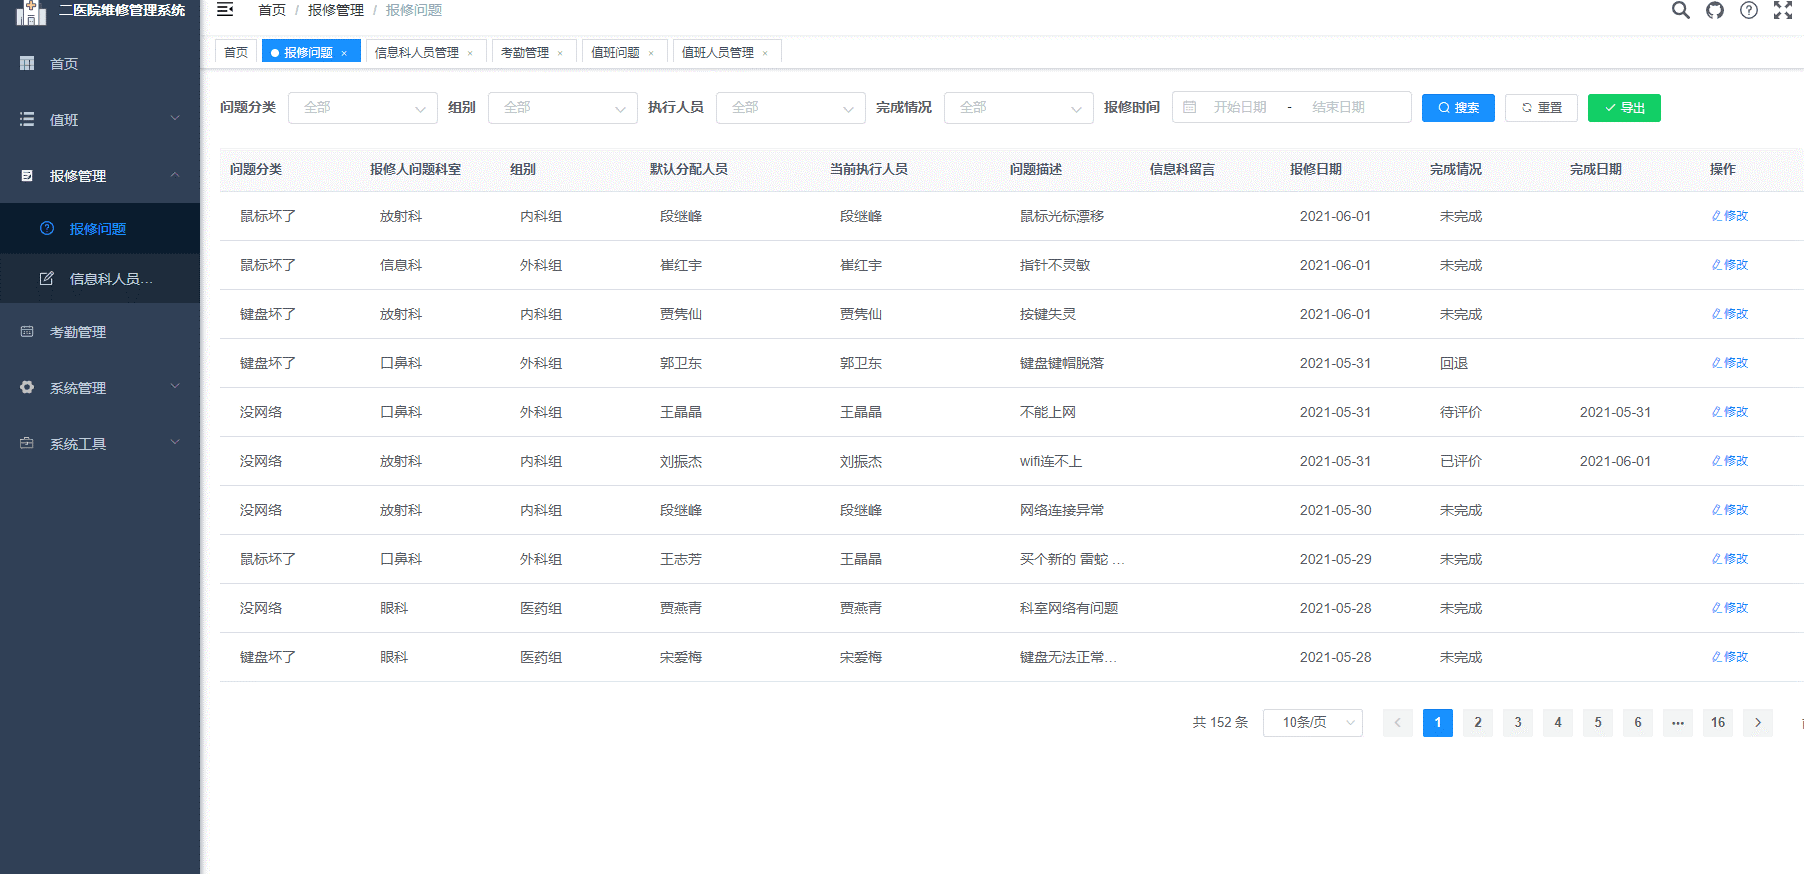 二医院维修管理系统
首页 / 报修管理 / 报修问题
首页
报修问题 ×
信息科人员管理 ×
考勤管理 ×
值班问题 ×
值班人员管理 ×
首页
值班
报修管理
报修问题
信息科人员...
考勤管理
系统管理
系统工具
问题分类 全部 组别 全部 执行人员 全部 完成情况 全部 报修时间 开始日期 - 结束日期 搜索 重置 导出
问题分类 报修人问题科室 组别 默认分配人员 当前执行人员 问题描述 信息科留言 报修日期 完成情况 完成日期 操作
鼠标坏了 放射科 内科组 段继峰 段继峰 鼠标光标漂移 2021-06-01 未完成 修改
鼠标坏了 信息科 外科组 崔红宇 崔红宇 指针不灵敏 2021-06-01 未完成 修改
键盘坏了 放射科 内科组 贾隽仙 贾隽仙 按键失灵 2021-06-01 未完成 修改
键盘坏了 口鼻科 外科组 郭卫东 郭卫东 键盘键帽脱落 2021-05-31 回退 修改
没网络 口鼻科 外科组 王晶晶 王晶晶 不能上网 2021-05-31 待评价 2021-05-31 修改
没网络 放射科 内科组 刘振杰 刘振杰 wifi连不上 2021-05-31 已评价 2021-06-01 修改
没网络 放射科 内科组 段继峰 段继峰 网络连接异常 2021-05-30 未完成 修改
鼠标坏了 口鼻科 外科组 王志芳 王晶晶 买个新的 雷蛇 ... 2021-05-29 未完成 修改
没网络 眼科 医药组 贾燕青 贾燕青 科室网络有问题 2021-05-28 未完成 修改
键盘坏了 眼科 医药组 宋爱梅 宋爱梅 键盘无法正常... 2021-05-28 未完成 修改
共 152 条 10条/页 < 1 2 3 4 5 6 ••• 16 >